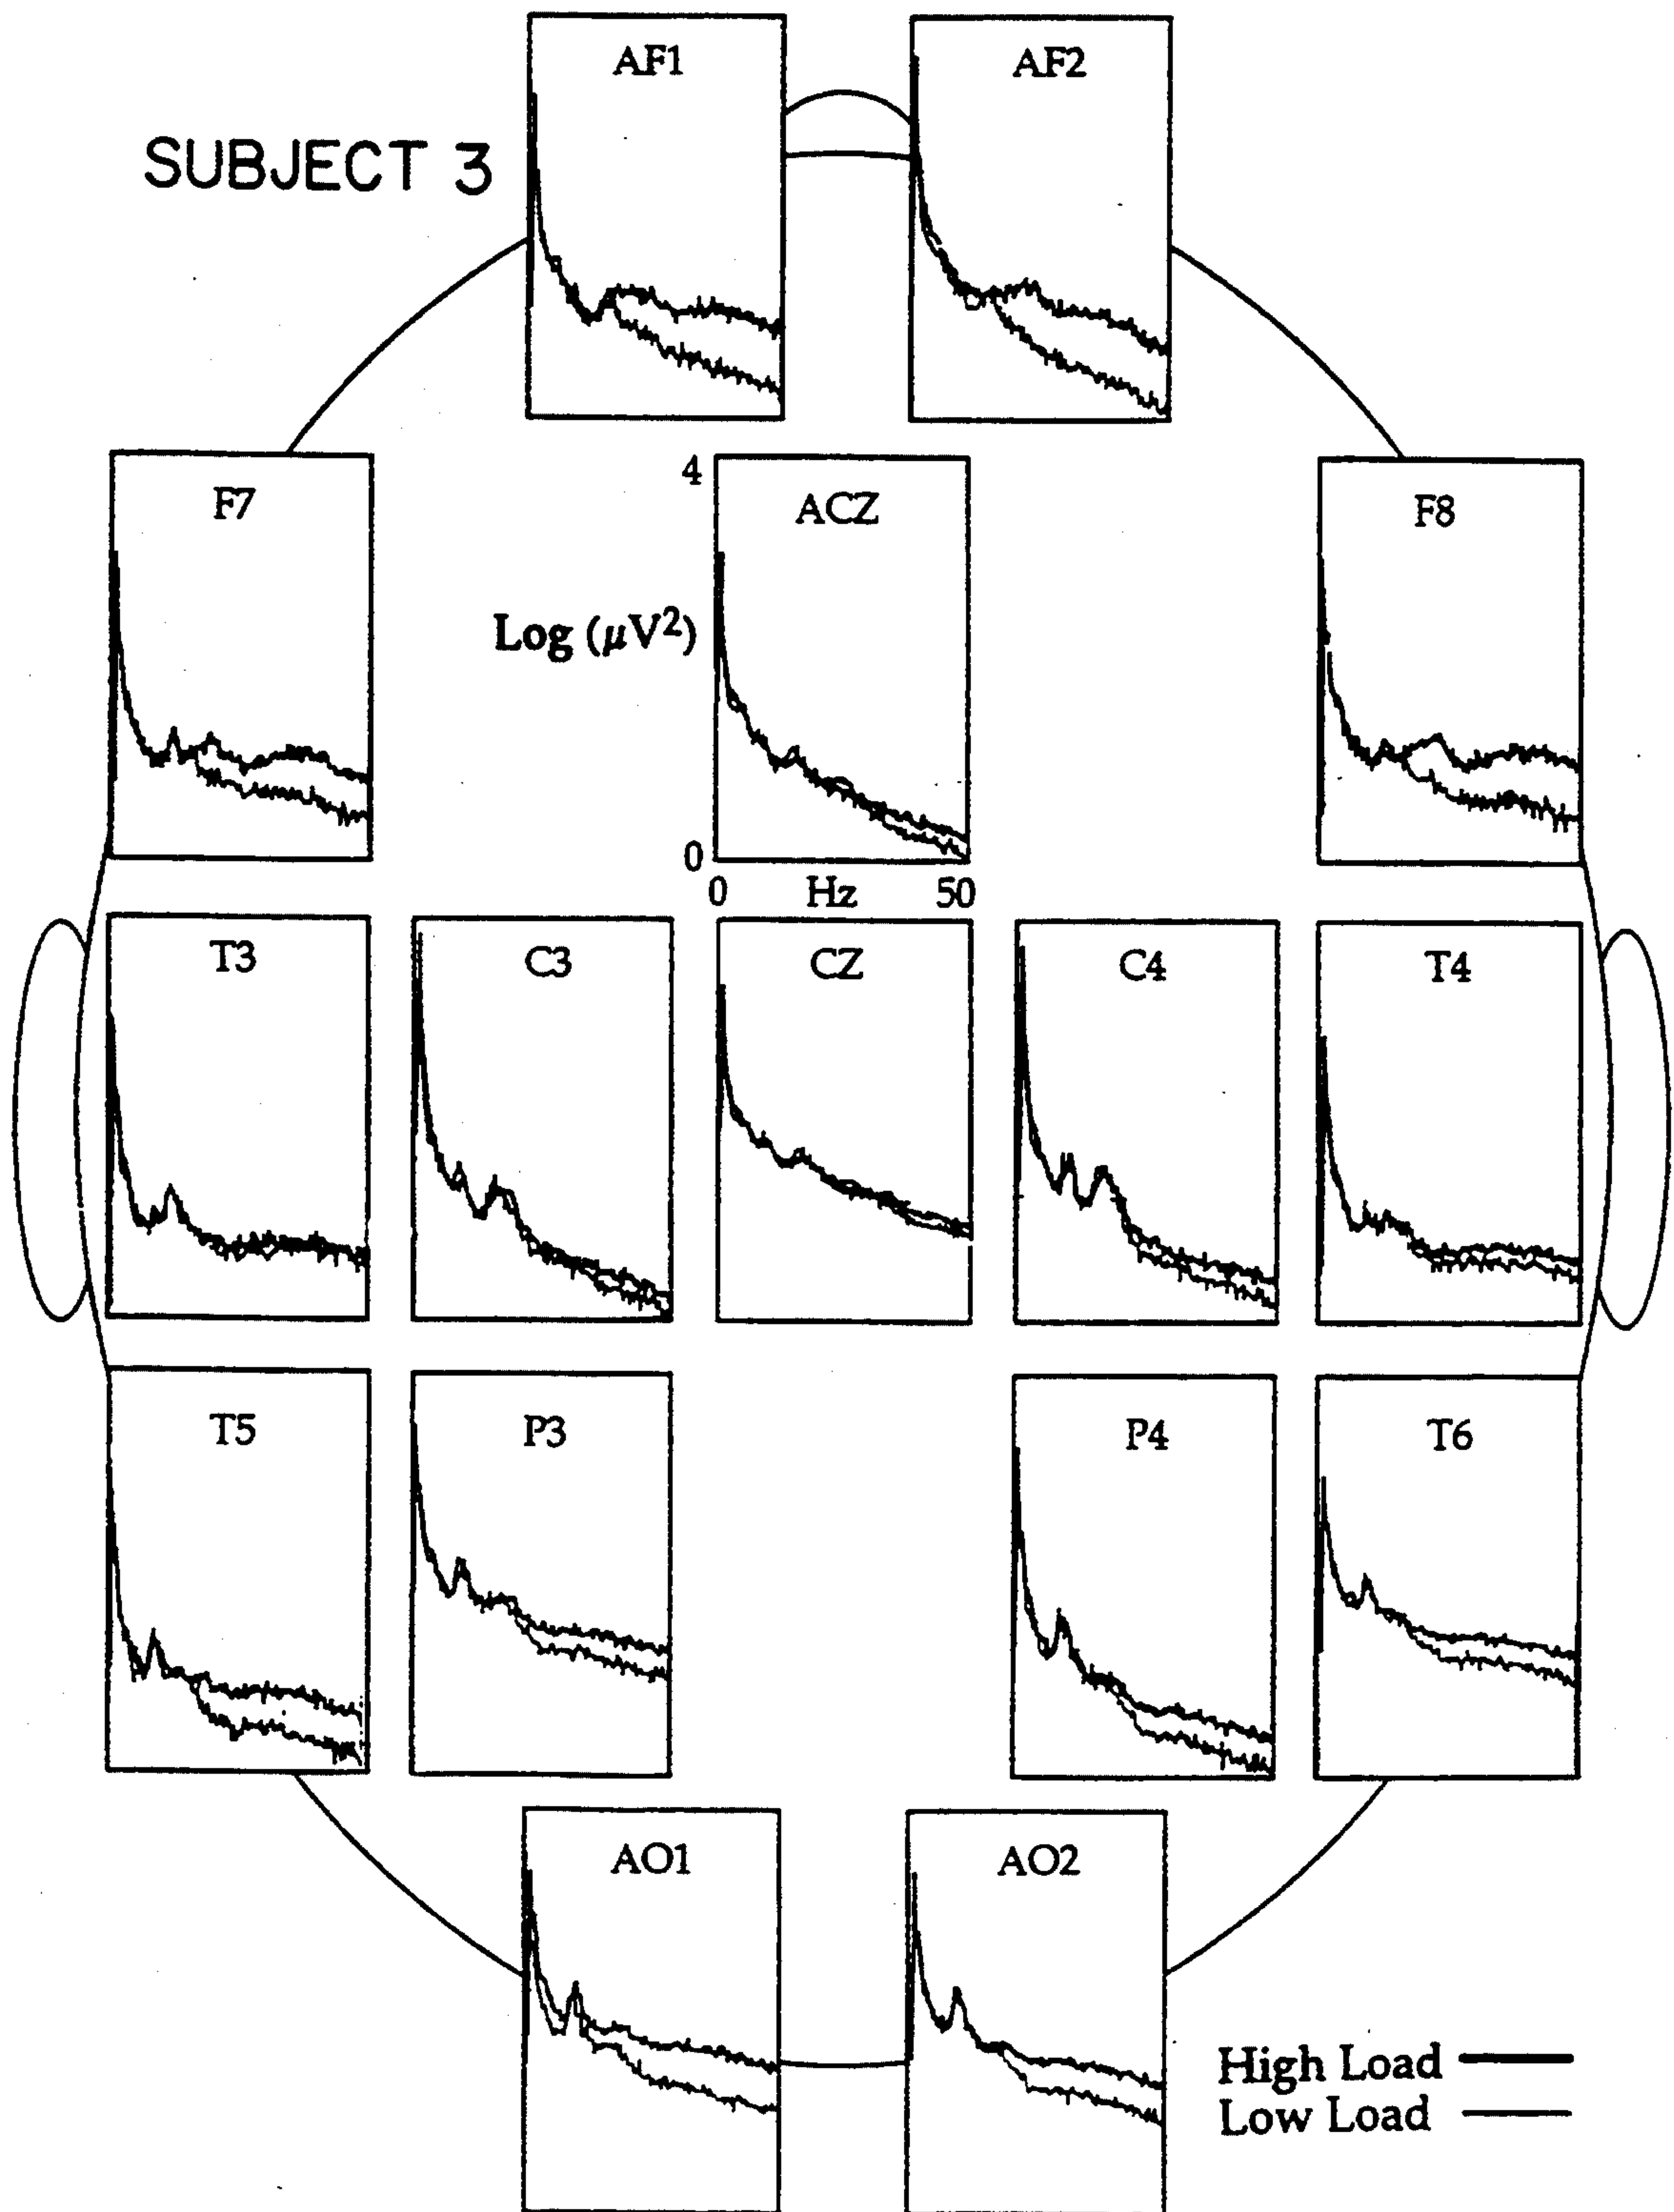 SUBJECT 3
AF1
AF2
F7
4
ACZ
F8
Log (μV²)
0
0 Hz 50
T3
C3
CZ
C4
T4
T5
P3
P4
T6
AO1
AO2
High Load
Low Load